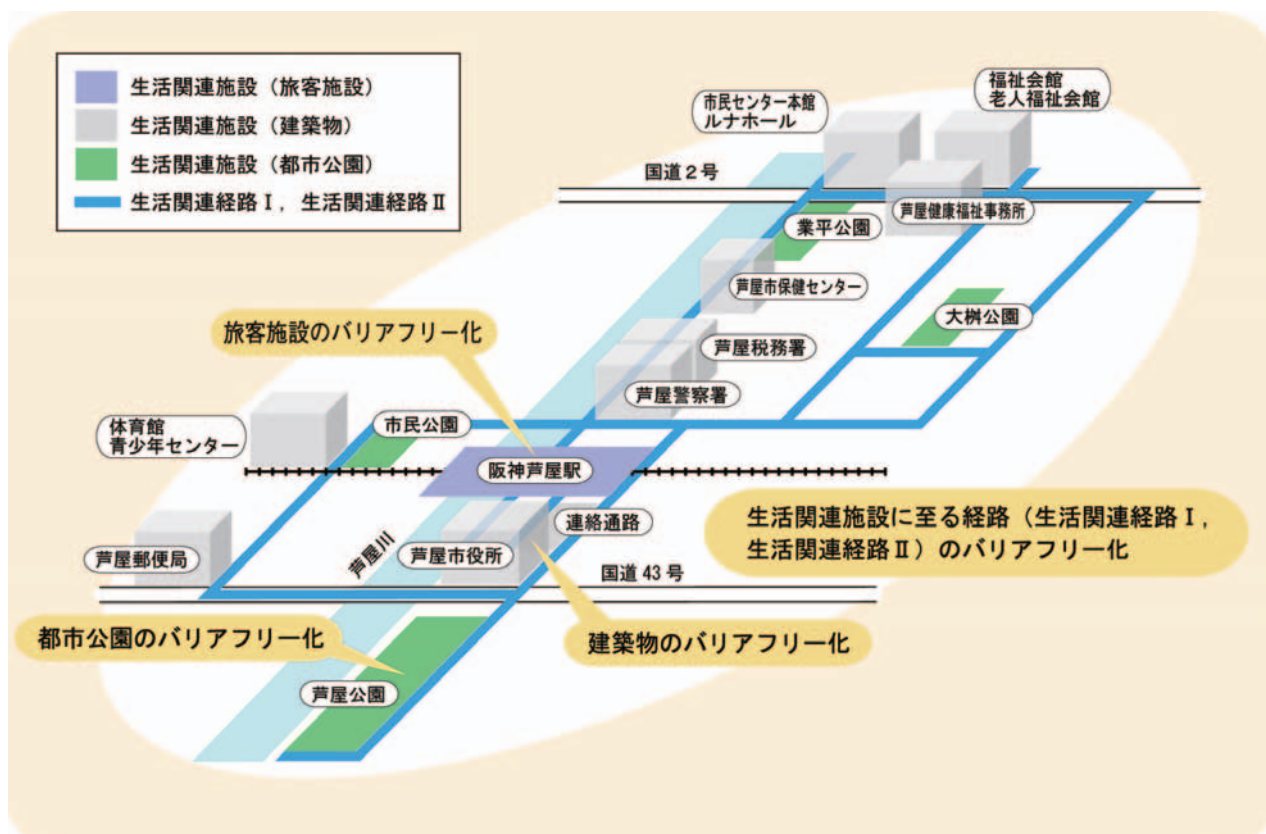 生活関連施設（旅客施設）
生活関連施設（建築物）
生活関連施設（都市公園）
生活関連経路Ⅰ，生活関連経路Ⅱ
福祉会館
老人福祉会館
市民センター本館
ルナホール
国道２号
芦屋健康福祉事務所
業平公園
芦屋市保健センター
大桝公園
旅客施設のバリアフリー化
芦屋税務署
芦屋警察署
体育館
青少年センター
市民公園
阪神芦屋駅
連絡通路
生活関連施設に至る経路（生活関連経路Ⅰ，
生活関連経路Ⅱ）のバリアフリー化
芦屋郵便局
芦屋川
芦屋市役所
国道 43 号
都市公園のバリアフリー化
建築物のバリアフリー化
芦屋公園